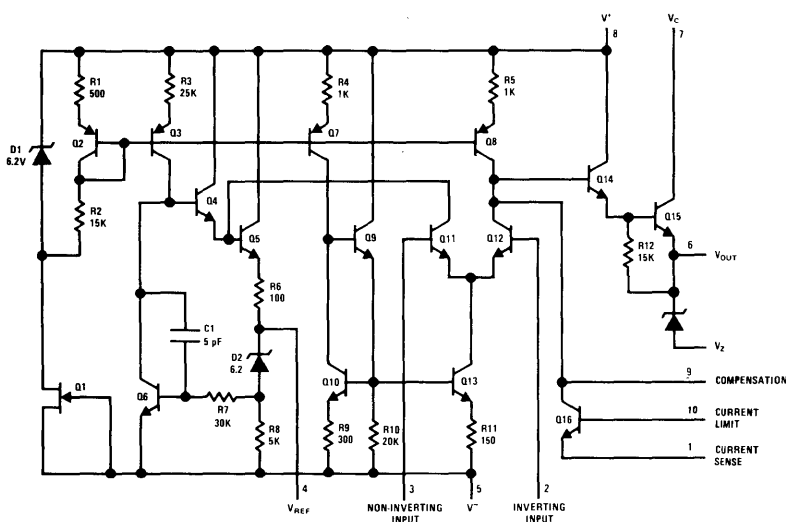 V+
8
VC
7
R1
500
R3
25K
R4
1K
R5
1K
D1
6.2V
Q2
Q3
Q7
Q8
R2
15K
Q4
Q5
Q9
Q11
Q12
Q14
Q15
R12
15K
6
VOUT
R6
100
VZ
C1
5 pF
D2
6.2
9
COMPENSATION
Q1
Q6
R7
30K
Q10
Q13
10
CURRENT
LIMIT
Q16
R8
5K
R9
300
R10
20K
R11
150
1
CURRENT
SENSE
4
VREF
3
NON-INVERTING
INPUT
5
V−
2
INVERTING
INPUT